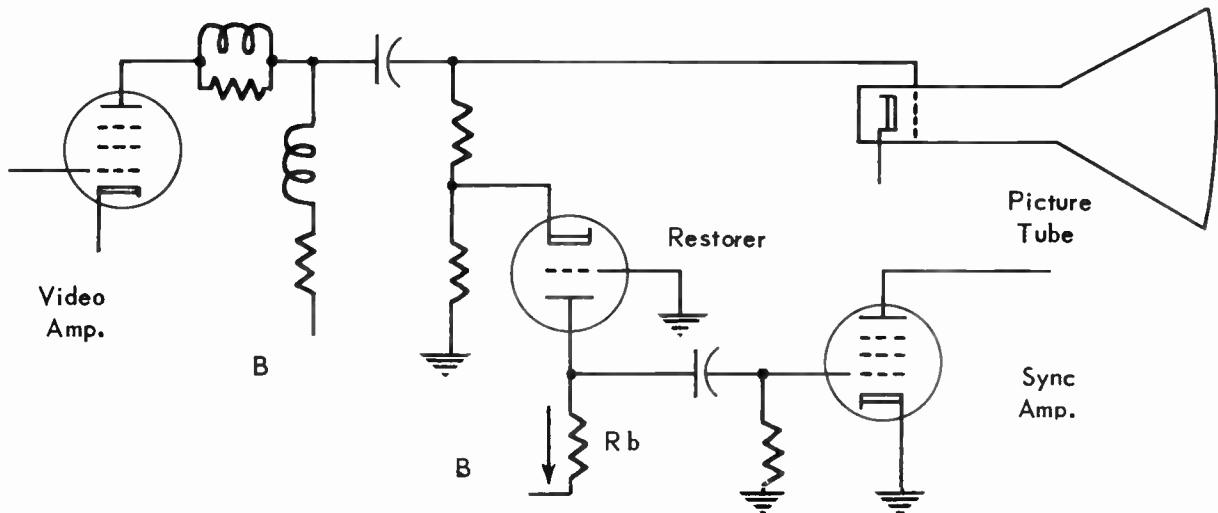 Restorer
Picture
Tube
Video
Amp.
B
Sync
Amp.
Rb
B